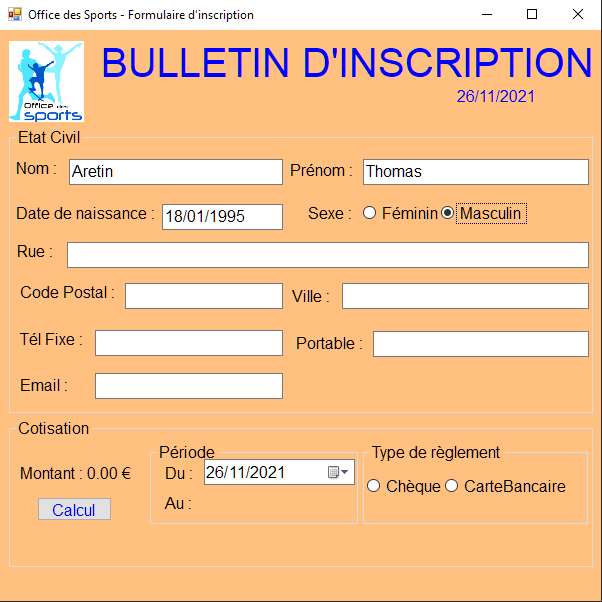 Office des Sports - Formulaire d'inscription
BULLETIN D'INSCRIPTION
26/11/2021
Office des
sports
Etat Civil
Nom : Aretin Prénom : Thomas
Date de naissance : 18/01/1995 Sexe : Féminin Masculin
Rue :
Code Postal : Ville :
Tél Fixe : Portable :
Email :
Cotisation
Période Type de règlement
Montant : 0.00 € Du : 26/11/2021
Chèque CarteBancaire
Calcul Au :